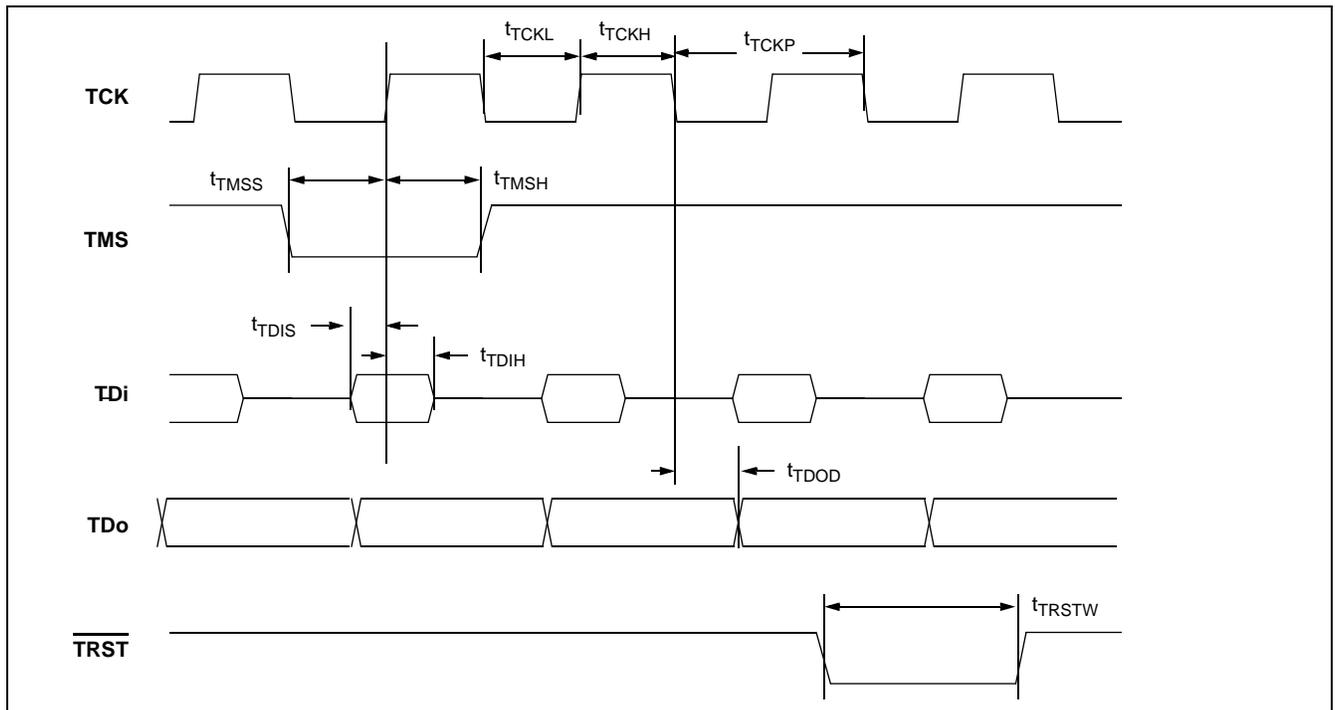 tTCKL tTCKH tTCKP
TCK
tTMSS tTMSH
TMS
tTDIS
tTDIH
TDi
tTDOD
TDo
tTRSTW
TRST